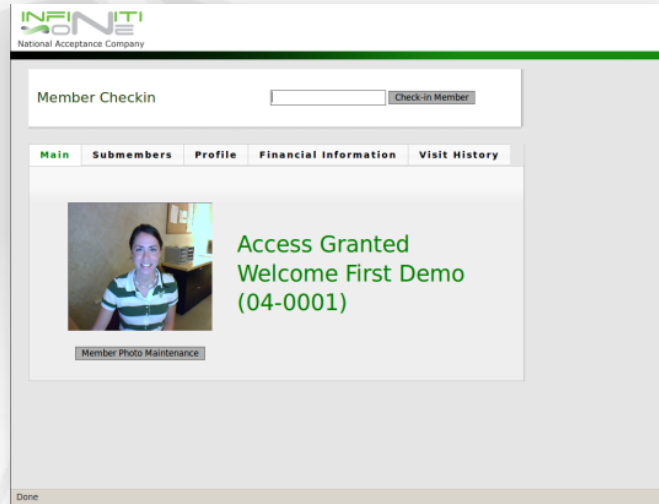 INFINITI
ONE
National Acceptance Company
Member Checkin
Check-in Member
Main Submembers Profile Financial Information Visit History
Access Granted
Welcome First Demo
(04-0001)
Member Photo Maintenance
Done